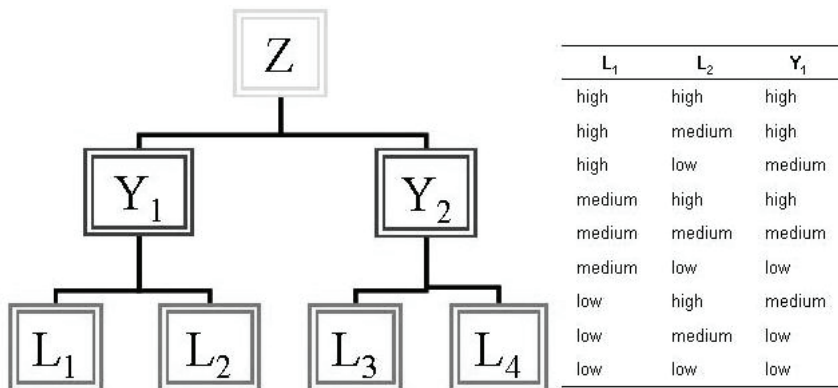 Z
Y₁ Y₂
L₁ L₂ L₃ L₄
L₁ L₂ Y₁
high high high
high medium high
high low medium
medium high high
medium medium medium
medium low low
low high medium
low medium low
low low low